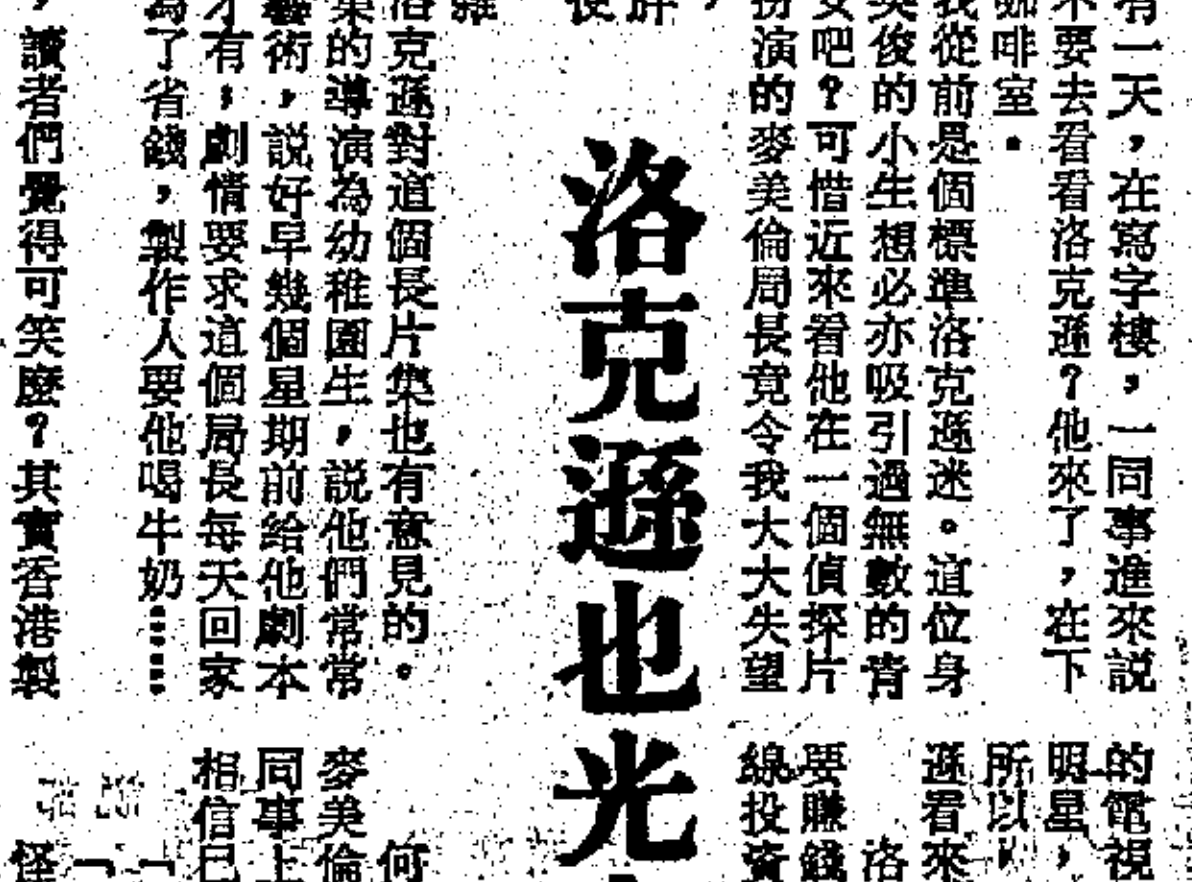 有一天，在寫字樓，一同事進來説
不要去看看洛克遜？他來了，在下
咖啡室。
我從前是個標準洛克遜迷。這位身
英俊的小生想必亦吸引過無數的青
女吧？可惜近來看他在一個偵探片
扮演的麥美倫局長竟令我大大失望
洛克遜也光
洛克遜對這個長片集也有意見的。
集的導演為幼稚園生，説他們常常
藝術，説好早幾個星期前給他劇本
才有，劇情要求這個局長每天回家
為了省錢，製作人要他喝牛奶……
，讀者們覺得可笑麼？其實香港製
的電視
明星，
所以，
遜看來
洛
要賺錢
線投資
何
麥美倫
同事上
相信已
「
「
怪